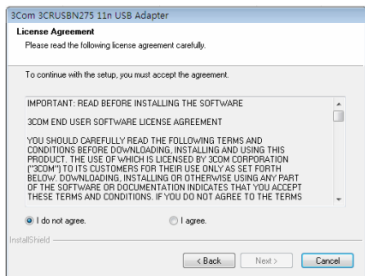 3Com 3CRUSBN275 11n USB Adapter
License Agreement
Please read the following license agreement carefully.
To continue with the setup, you must accept the agreement.
IMPORTANT: READ BEFORE INSTALLING THE SOFTWARE
3COM END USER SOFTWARE LICENSE AGREEMENT
YOU SHOULD CAREFULLY READ THE FOLLOWING TERMS AND
CONDITIONS BEFORE DOWNLOADING, INSTALLING AND USING THIS
PRODUCT. THE USE OF WHICH IS LICENSED BY 3COM CORPORATION
("3COM") TO ITS CUSTOMERS FOR THEIR USE ONLY AS SET FORTH
BELOW. DOWNLOADING, INSTALLING OR OTHERWISE USING ANY PART
OF THE SOFTWARE OR DOCUMENTATION INDICATES THAT YOU ACCEPT
THESE TERMS AND CONDITIONS. IF YOU DO NOT AGREE TO THE TERMS
I do not agree.
I agree.
InstallShield
< Back
Next >
Cancel